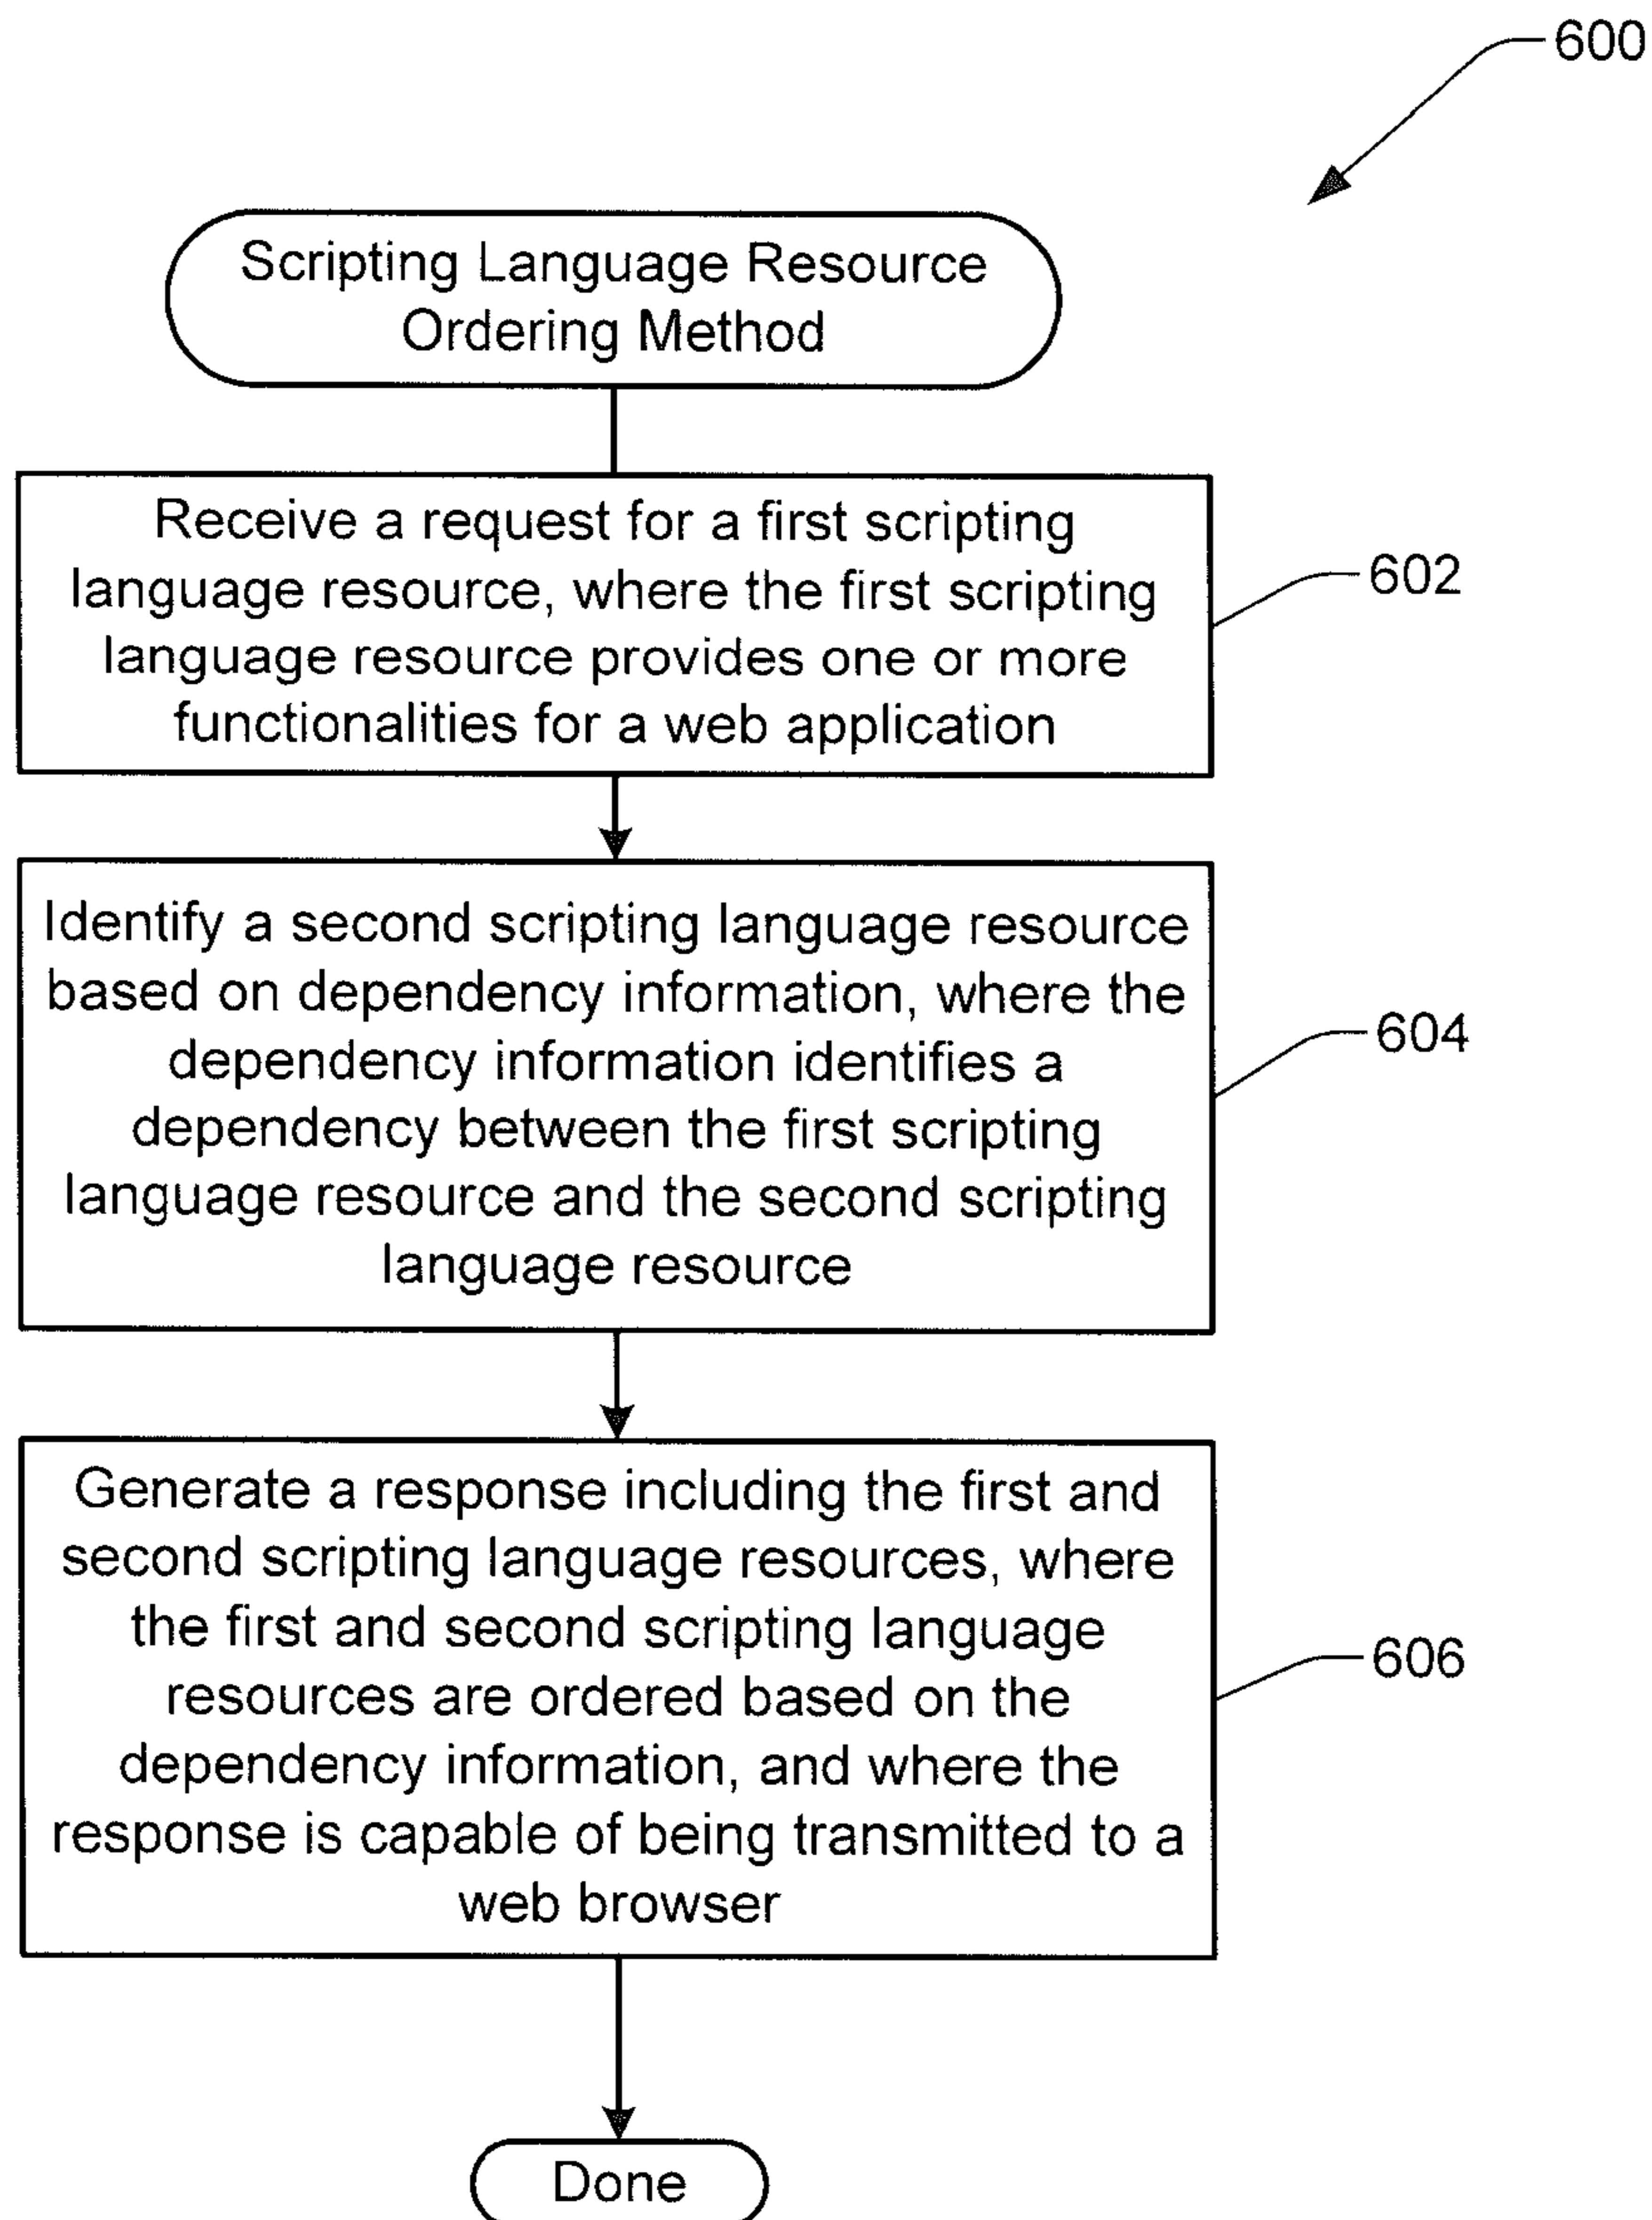 600
Scripting Language Resource
Ordering Method
Receive a request for a first scripting
language resource, where the first scripting
language resource provides one or more
functionalities for a web application
602
Identify a second scripting language resource
based on dependency information, where the
dependency information identifies a
dependency between the first scripting
language resource and the second scripting
language resource
604
Generate a response including the first and
second scripting language resources, where
the first and second scripting language
resources are ordered based on the
dependency information, and where the
response is capable of being transmitted to a
web browser
606
Done